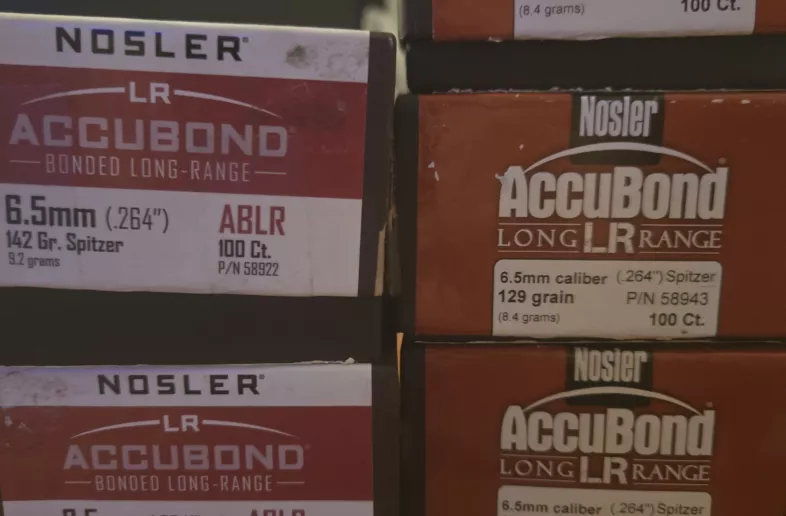 NOSLER®
LR
ACCUBOND®
BONDED LONG-RANGE
6.5mm (.264")
142 Gr. Spitzer
9.2 grams
ABLR
100 Ct.
P/N 58922
NOSLER®
LR
ACCUBOND®
BONDED LONG-RANGE
ABLR
(8.4 grams)
100 Ct.
Nosler
AccuBond®
LONG LR RANGE
6.5mm caliber (.264") Spitzer
129 grain P/N 58943
(8.4 grams) 100 Ct.
Nosler
AccuBond®
LONG LR RANGE
6.5mm caliber (.264") Spitzer